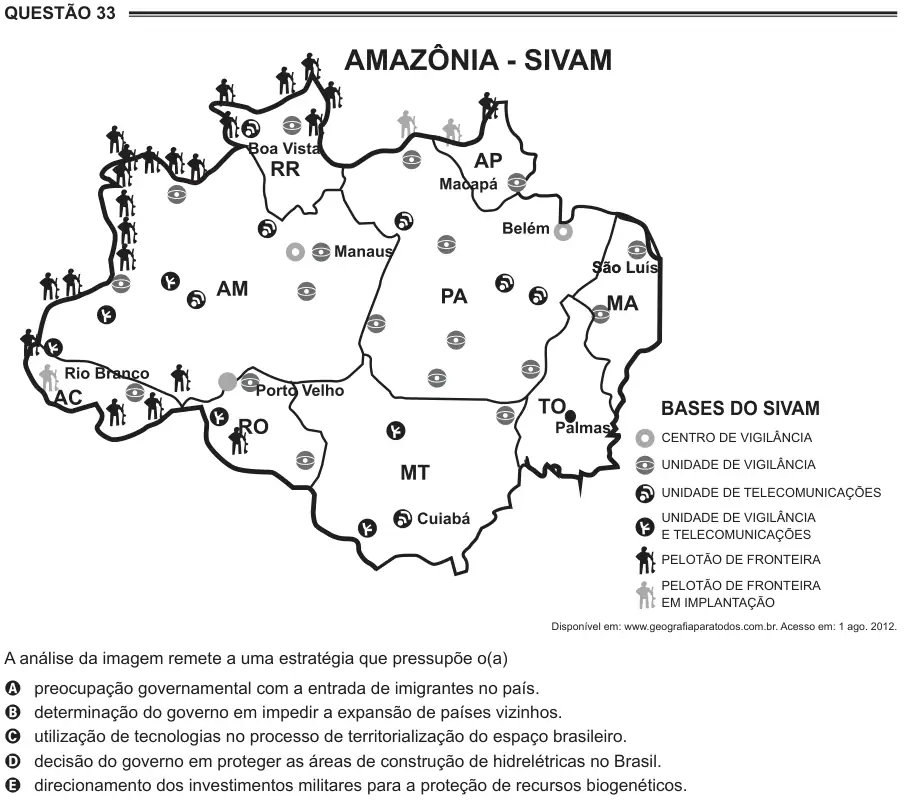 QUESTÃO 33
AMAZÔNIA - SIVAM
Boa Vista
RR
AP
Macapá
Belém
Manaus
São Luís
AM
PA
MA
Rio Branco
AC
Porto Velho
TO
Palmas
RO
MT
Cuiabá
BASES DO SIVAM
CENTRO DE VIGILÂNCIA
UNIDADE DE VIGILÂNCIA
UNIDADE DE TELECOMUNICAÇÕES
UNIDADE DE VIGILÂNCIA
E TELECOMUNICAÇÕES
PELOTÃO DE FRONTEIRA
PELOTÃO DE FRONTEIRA
EM IMPLANTAÇÃO
Disponível em: www.geografiaparatodos.com.br. Acesso em: 1 ago. 2012.
A análise da imagem remete a uma estratégia que pressupõe o(a)
A preocupação governamental com a entrada de imigrantes no país.
B determinação do governo em impedir a expansão de países vizinhos.
C utilização de tecnologias no processo de territorialização do espaço brasileiro.
D decisão do governo em proteger as áreas de construção de hidrelétricas no Brasil.
E direcionamento dos investimentos militares para a proteção de recursos biogenéticos.